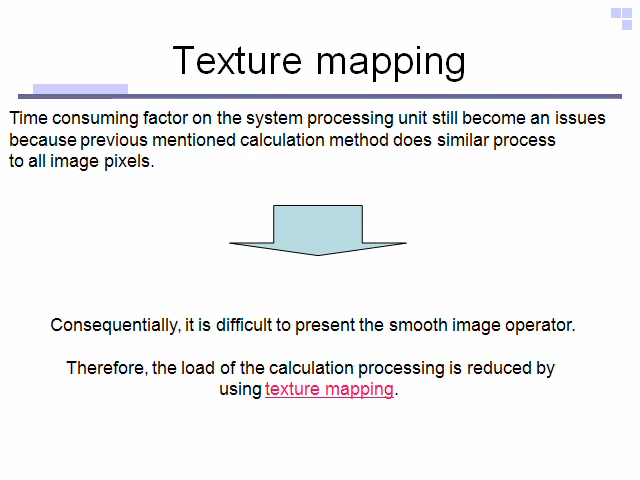 Texture mapping
Time consuming factor on the system processing unit still become an issues
because previous mentioned calculation method does similar process
to all image pixels.
Consequentially, it is difficult to present the smooth image operator.
Therefore, the load of the calculation processing is reduced by
using texture mapping.